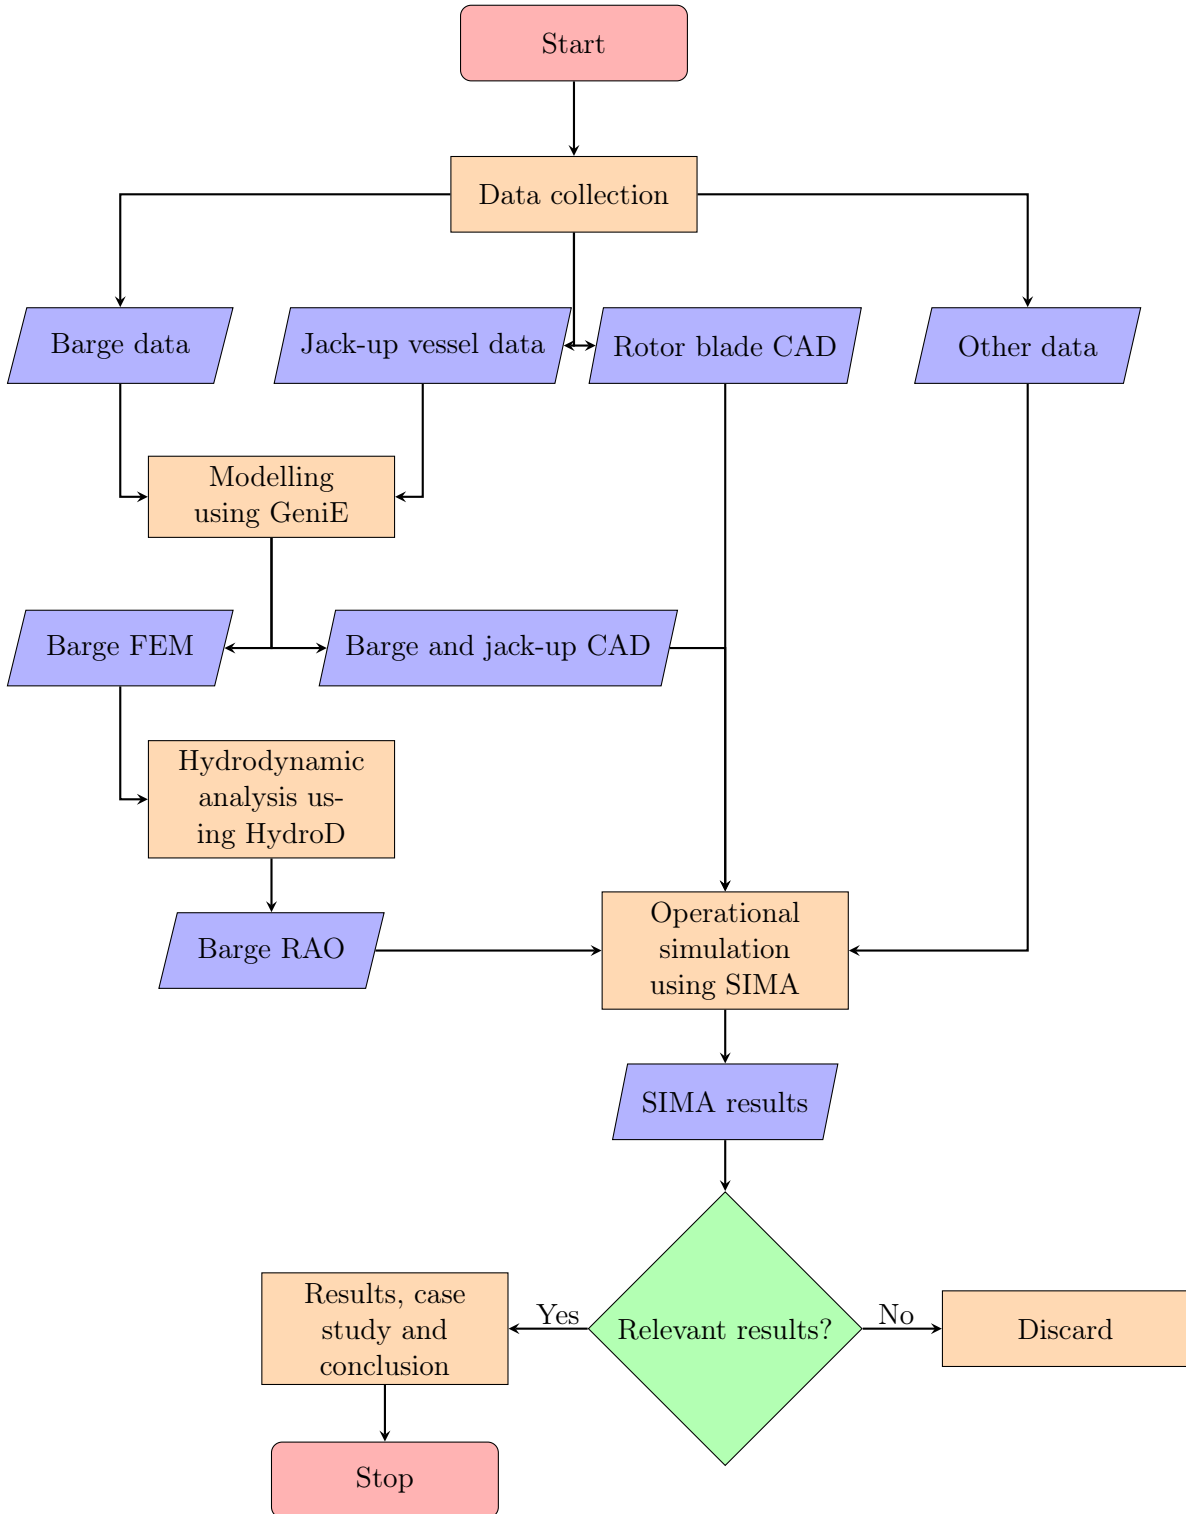 Start
Data collection
Barge data
Jack-up vessel data
Rotor blade CAD
Other data
Modelling
using GeniE
Barge FEM
Barge and jack-up CAD
Hydrodynamic
analysis us-
ing HydroD
Barge RAO
Operational
simulation
using SIMA
SIMA results
Relevant results?
Yes
No
Results, case
study and
conclusion
Discard
Stop